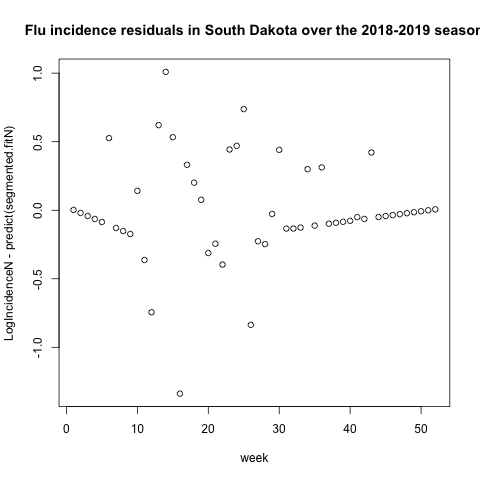 Flu incidence residuals in South Dakota over the 2018-2019 season
LogIncidenceN - predict(segmented.fitN)
1.0
0.5
0.0
-0.5
-1.0
0 10 20 30 40 50
week